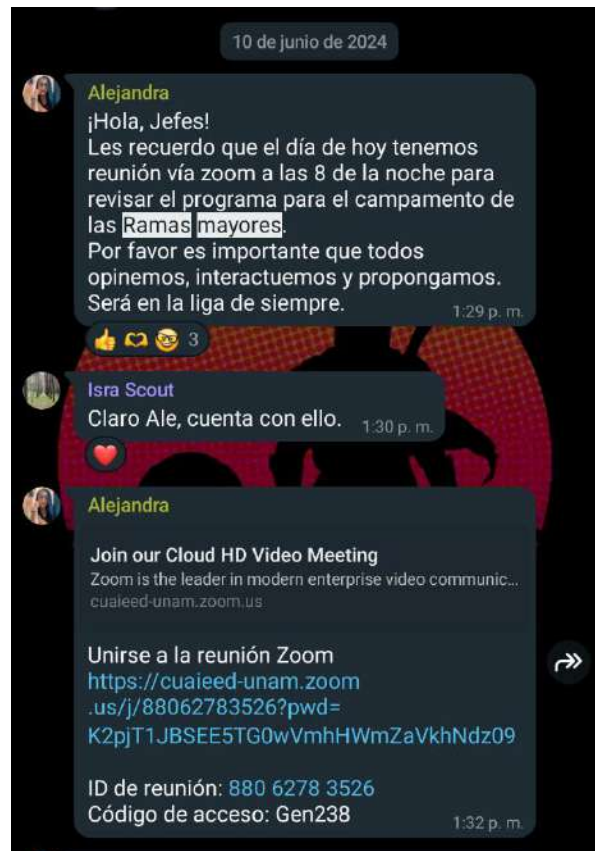 10 de junio de 2024
Alejandra
¡Hola, Jefes!
Les recuerdo que el día de hoy tenemos
reunión vía zoom a las 8 de la noche para
revisar el programa para el campamento de
las Ramas mayores.
Por favor es importante que todos
opinemos, interactuemos y propongamos.
Será en la liga de siempre.
1:29 p. m.
3
Isra Scout
Claro Ale, cuenta con ello.
1:30 p. m.
Alejandra
Join our Cloud HD Video Meeting
Zoom is the leader in modern enterprise video communic...
cuaieed-unam.zoom.us
Unirse a la reunión Zoom
https://cuaieed-unam.zoom
.us/j/88062783526?pwd=
K2pjT1JBSEE5TG0wVmhHWmZaVkhNdz09
ID de reunión: 880 6278 3526
Código de acceso: Gen238
1:32 p. m.